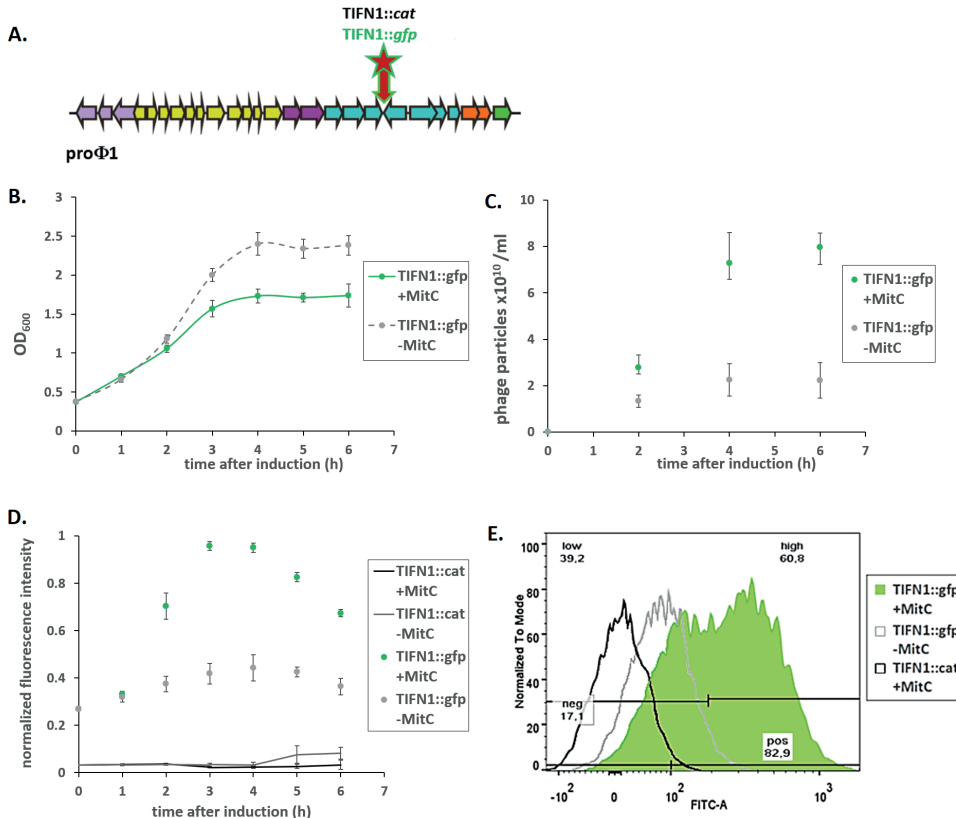 A.
TIFN1::cat
TIFN1::gfp
proΦ1
B.
OD600
3
2.5
2
1.5
1
0.5
0
0 1 2 3 4 5 6 7
time after induction (h)
TIFN1::gfp
+MitC
TIFN1::gfp
-MitC
C.
phage particles x10^10 /ml
10
8
6
4
2
0
0 1 2 3 4 5 6 7
time after induction (h)
TIFN1::gfp
+MitC
TIFN1::gfp
-MitC
D.
normalized fluorescence intensity
1
0.8
0.6
0.4
0.2
0
0 1 2 3 4 5 6 7
time after induction (h)
TIFN1::cat
+MitC
TIFN1::cat
-MitC
TIFN1::gfp
+MitC
TIFN1::gfp
-MitC
E.
Normalized To Mode
100
80
60
40
20
0
low
39,2
high
60,8
neg
17,1
pos
82,9
-10^2 0 10^2 10^3
FITC-A
TIFN1::gfp
+MitC
TIFN1::gfp
-MitC
TIFN1::cat
+MitC